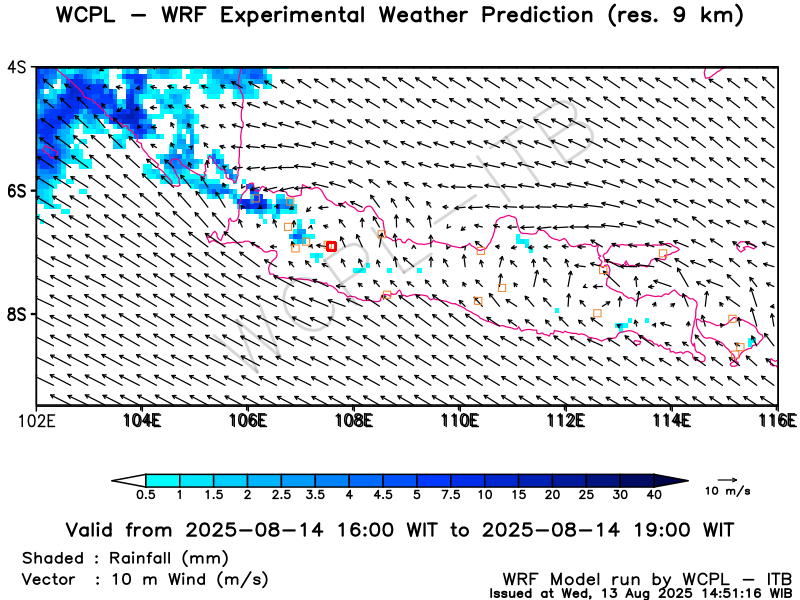 WCPL - WRF Experimental Weather Prediction (res. 9 km)
4S
6S
8S
WCPL-ITB
102E 104E 106E 108E 110E 112E 114E 116E
0.5 1 1.5 2 2.5 3.5 4 4.5 5 7.5 10 15 20 25 30 40
10 m/s
Valid from 2025-08-14 16:00 WIT to 2025-08-14 19:00 WIT
Shaded : Rainfall (mm)
Vector : 10 m Wind (m/s)
WRF Model run by WCPL - ITB
Issued at Wed, 13 Aug 2025 14:51:16 WIB